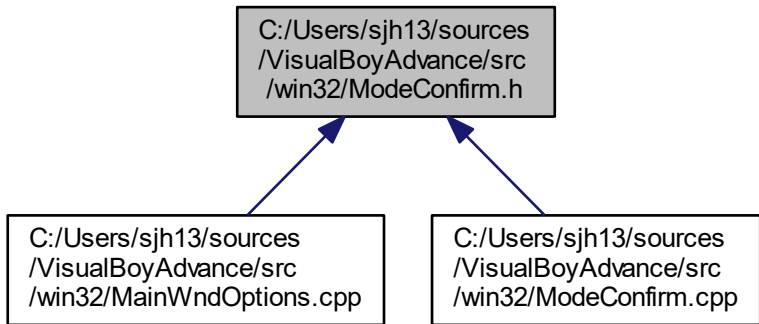 C:/Users/sjh13/sources
/VisualBoyAdvance/src
/win32/ModeConfirm.h
C:/Users/sjh13/sources
/VisualBoyAdvance/src
/win32/MainWndOptions.cpp
C:/Users/sjh13/sources
/VisualBoyAdvance/src
/win32/ModeConfirm.cpp